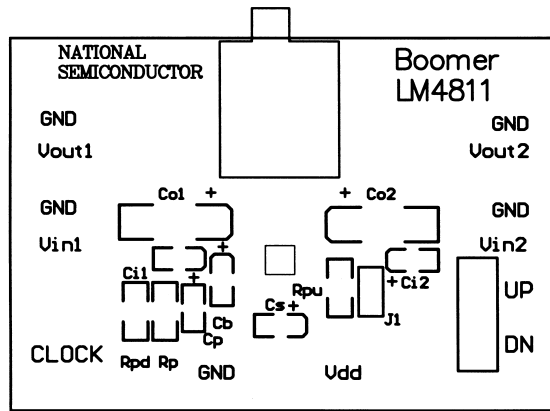 NATIONAL
SEMICONDUCTOR
Boomer
LM4811
GND
GND
Vout1
Vout2
Co1 +
+ Co2
GND
GND
Vin1
Vin2
+
Ci1
+
+ Ci2
Rpu
UP
Cs+
J1
Cb
Cp
CLOCK
DN
Rpd
Rp
GND
Vdd